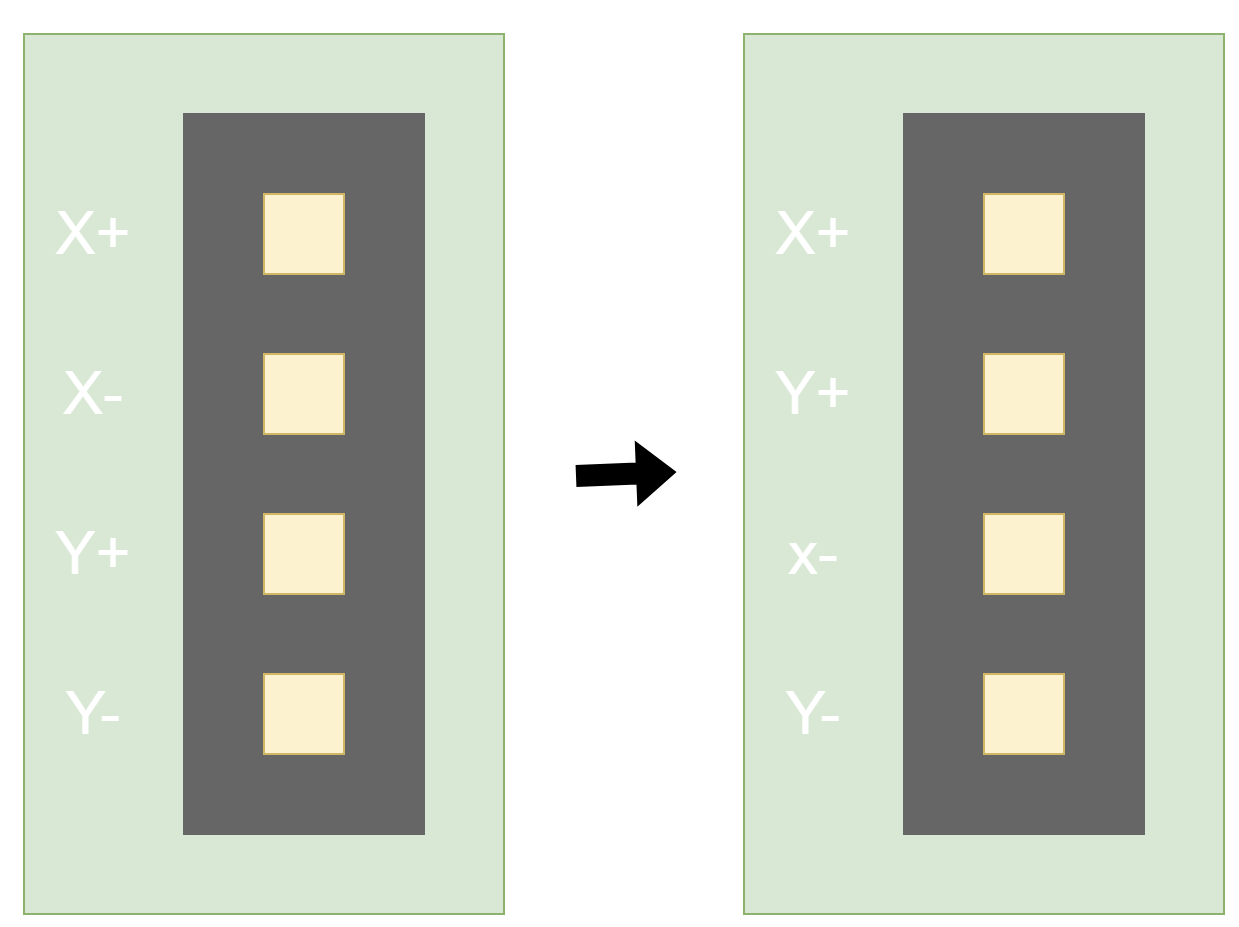 X+
X-
Y+
Y-
X+
Y+
x-
Y-